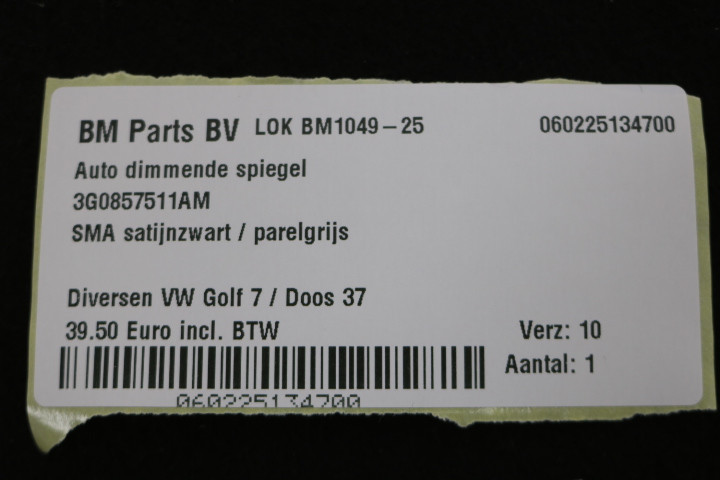 BM Parts BV LOK BM1049-25 060225134700
Auto dimmende spiegel
3G0857511AM
SMA satijnzwart / parelgrijs
Diversen VW Golf 7 / Doos 37
39.50 Euro incl. BTW Verz: 10
Aantal: 1
060225134700